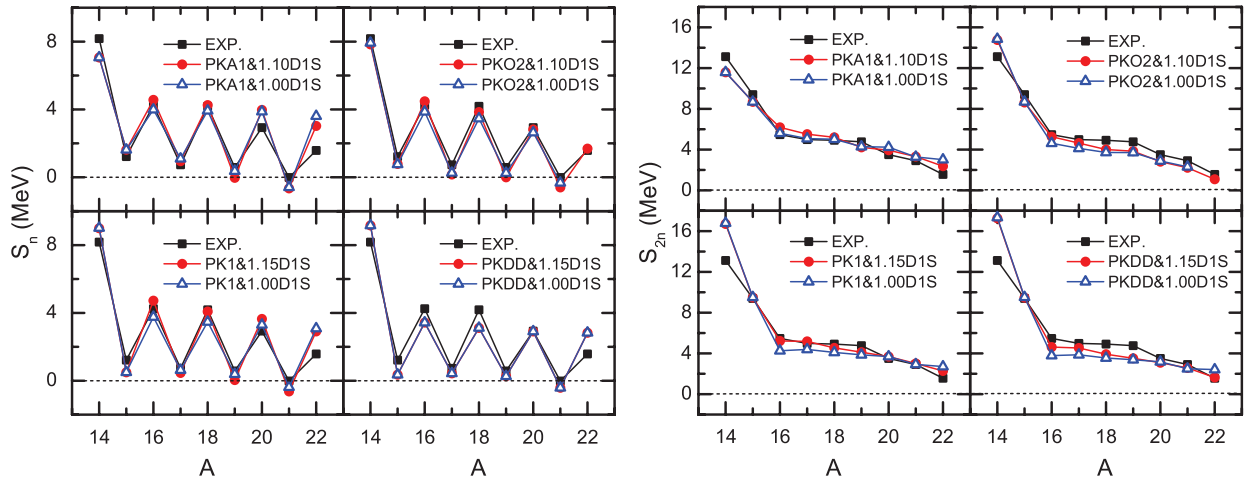 S_n (MeV)
8
4
0
EXP.
PKA1&1.10D1S
PKA1&1.00D1S
EXP.
PKO2&1.10D1S
PKO2&1.00D1S
8
4
0
EXP.
PK1&1.15D1S
PK1&1.00D1S
EXP.
PKDD&1.15D1S
PKDD&1.00D1S
14 16 18 20 22 14 16 18 20 22
A A
S_2n (MeV)
16
12
8
4
0
EXP.
PKA1&1.10D1S
PKA1&1.00D1S
EXP.
PKO2&1.10D1S
PKO2&1.00D1S
16
12
8
4
0
EXP.
PK1&1.15D1S
PK1&1.00D1S
EXP.
PKDD&1.15D1S
PKDD&1.00D1S
14 16 18 20 22 14 16 18 20 22
A A